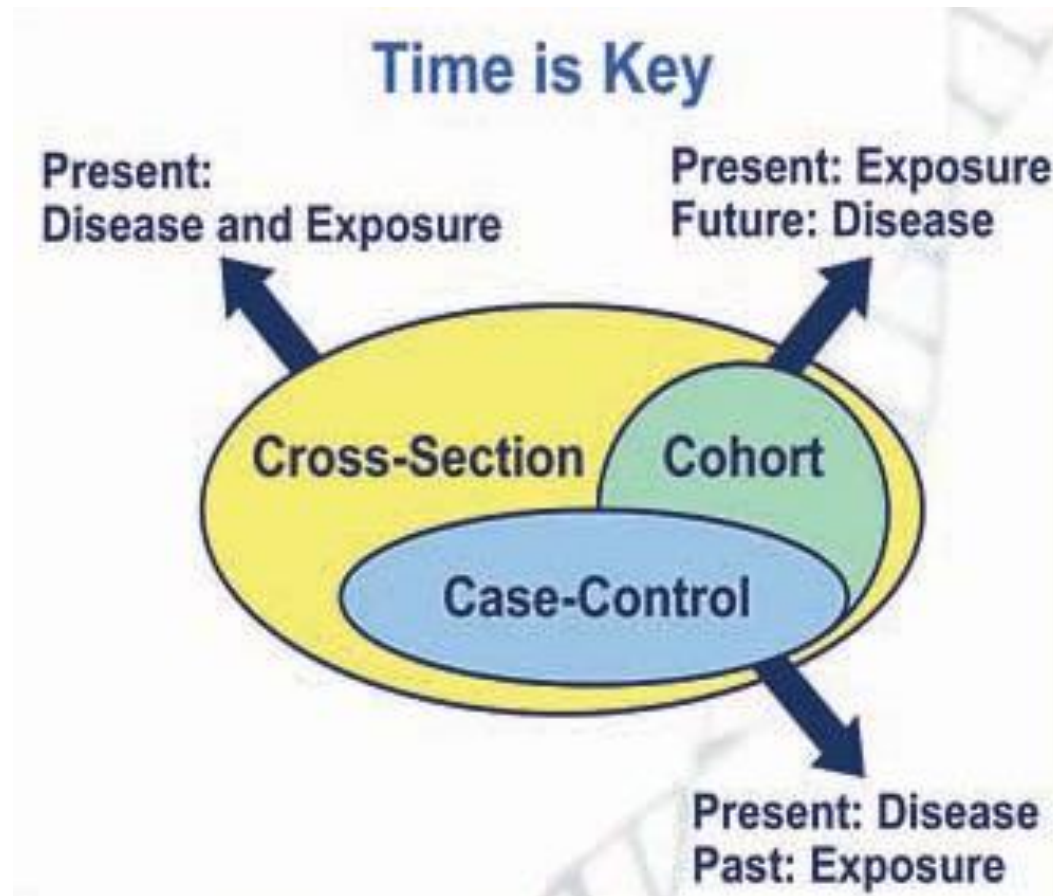 Time is Key
Present:
Disease and Exposure
Present: Exposure
Future: Disease
Cross-Section
Cohort
Case-Control
Present: Disease
Past: Exposure